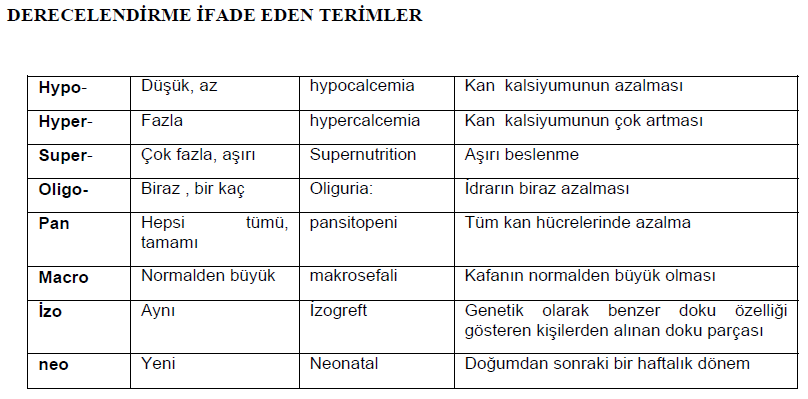 DERECELENDİRME İFADE EDEN TERİMLER
Hypo- Düşük, az hypocalcemia Kan kalsiyumunun azalması
Hyper- Fazla hypercalcemia Kan kalsiyumunun çok artması
Super- Çok fazla, aşırı Supernutrition Aşırı beslenme
Oligo- Biraz , bir kaç Oliguria: İdrarın biraz azalması
Pan Hepsi tümü, pansitopeni Tüm kan hücrelerinde azalma
tamamı
Macro Normalden büyük makrosefali Kafanın normalden büyük olması
İzo Aynı İzogreft Genetik olarak benzer doku özelliği
gösteren kişilerden alınan doku parçası
neo Yeni Neonatal Doğumdan sonraki bir haftalık dönem